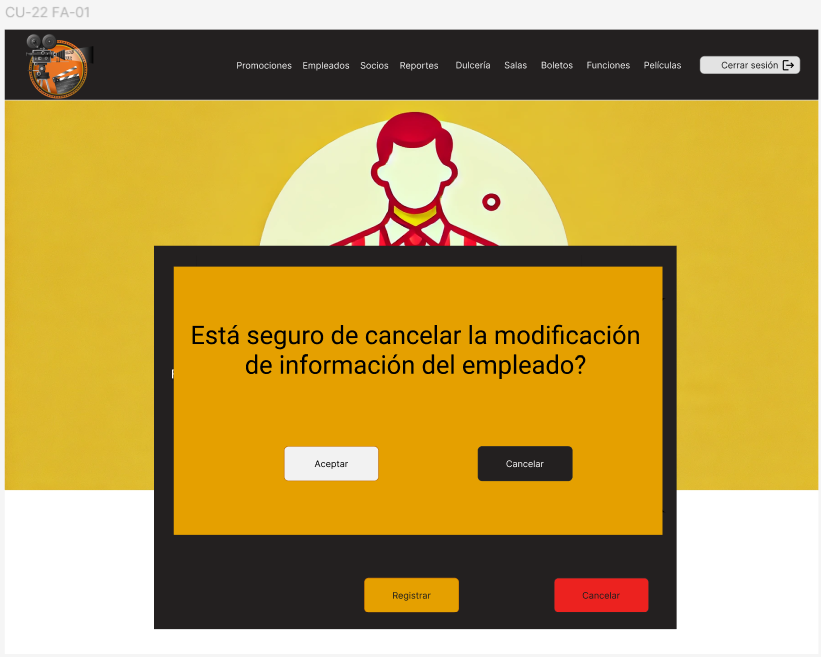 CU-22 FA-01
Promociones Empleados Socios Reportes Dulcería Salas Boletos Funciones Películas Cerrar sesión
Está seguro de cancelar la modificación
de información del empleado?
Aceptar Cancelar
Registrar Cancelar